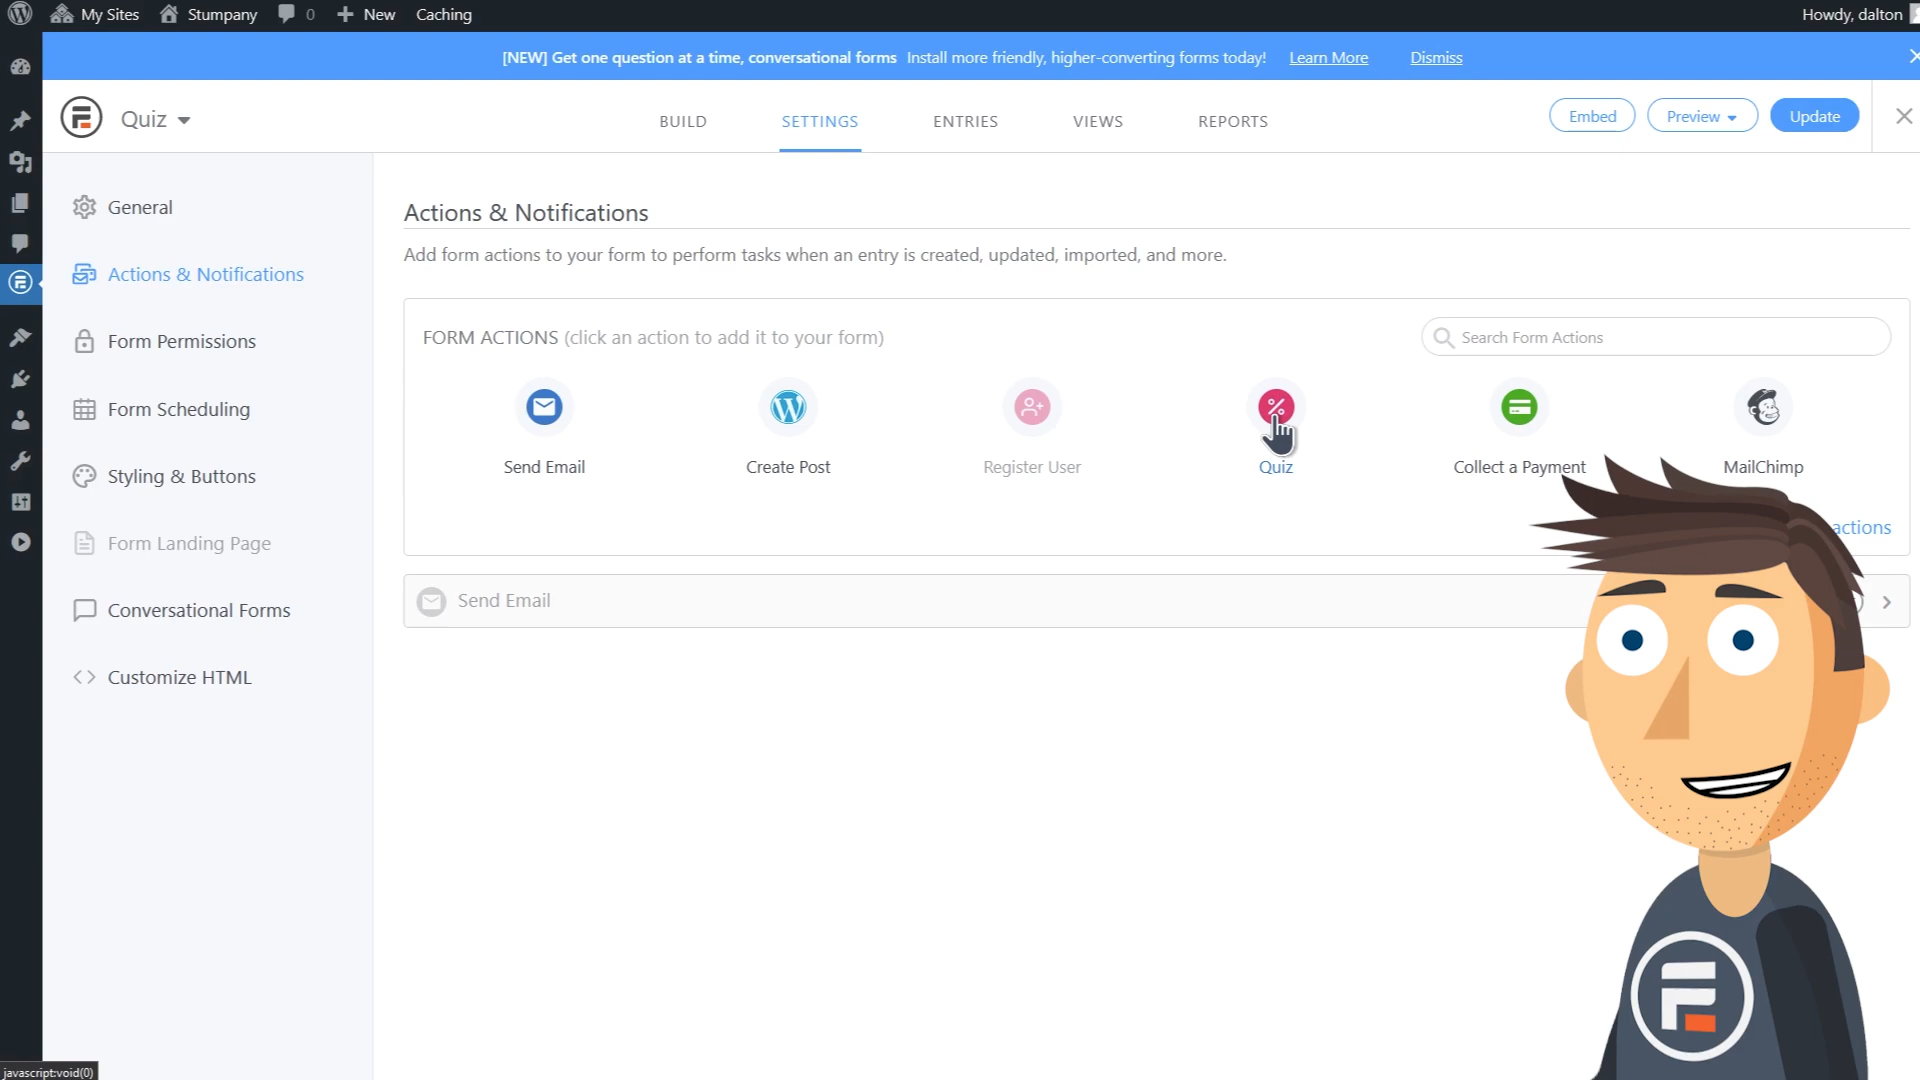 My Sites Stumpany 0 New Caching Howdy, dalton
[NEW] Get one question at a time, conversational forms Install more friendly, higher-converting forms today! Learn More Dismiss
Quiz BUILD SETTINGS ENTRIES VIEWS REPORTS Embed Preview Update
General
Actions & Notifications
Form Permissions
Form Scheduling
Styling & Buttons
Form Landing Page
Conversational Forms
Customize HTML
Actions & Notifications
Add form actions to your form to perform tasks when an entry is created, updated, imported, and more.
FORM ACTIONS (click an action to add it to your form) Search Form Actions
Send Email Create Post Register User Quiz Collect a Payment MailChimp
actions
Send Email
javascript:void(0)